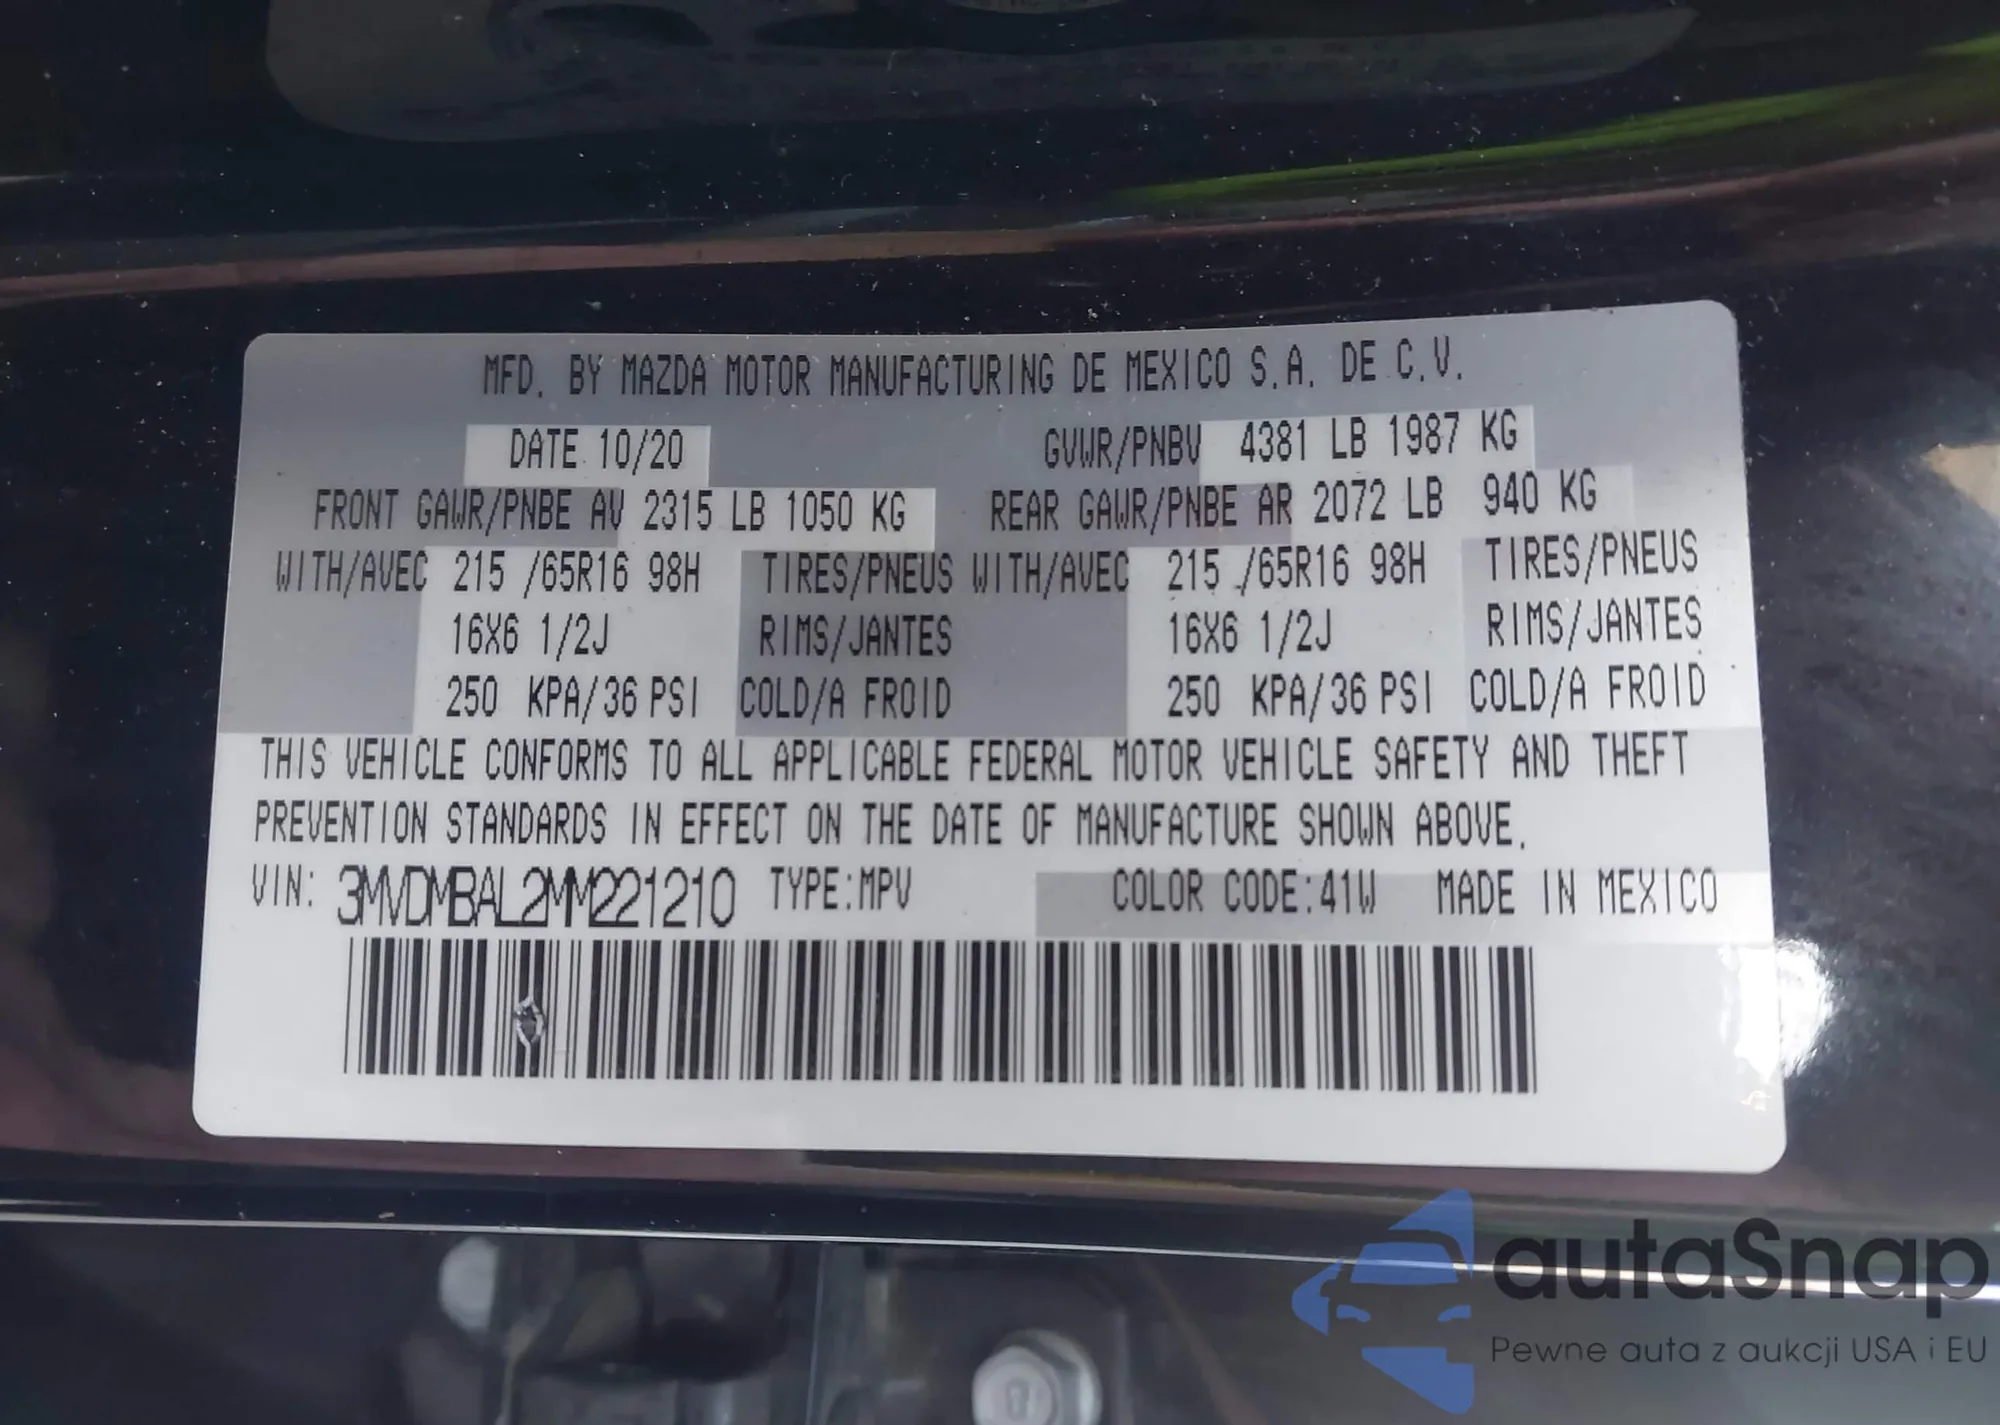 MFD. BY MAZDA MOTOR MANUFACTURING DE MEXICO S.A. DE C.V.
DATE 10/20 GVWR/PNBV 4381 LB 1987 KG
FRONT GAWR/PNBE AV 2315 LB 1050 KG REAR GAWR/PNBE AR 2072 LB 940 KG
WITH/AVEC 215 /65R16 98H TIRES/PNEUS WITH/AVEC 215 /65R16 98H TIRES/PNEUS
16X6 1/2J RIMS/JANTES 16X6 1/2J RIMS/JANTES
250 KPA/36 PSI COLD/A FROID 250 KPA/36 PSI COLD/A FROID
THIS VEHICLE CONFORMS TO ALL APPLICABLE FEDERAL MOTOR VEHICLE SAFETY AND THEFT
PREVENTION STANDARDS IN EFFECT ON THE DATE OF MANUFACTURE SHOWN ABOVE.
VIN: 3MVDMBAL2MM221210 TYPE:MPV COLOR CODE:41W MADE IN MEXICO
autaSnap
Pewne auta z aukcji USA i EU